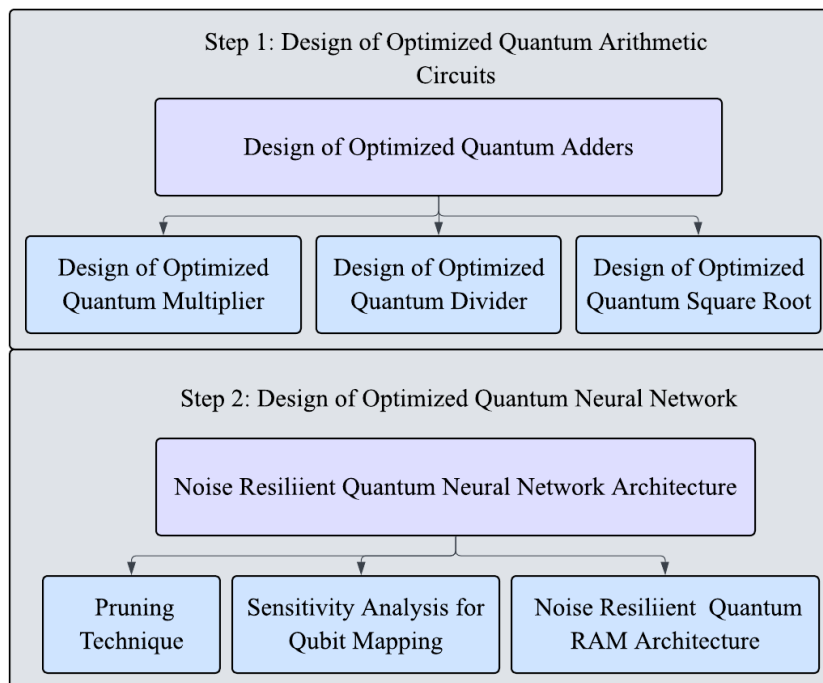 Step 1: Design of Optimized Quantum Arithmetic
Circuits
Design of Optimized Quantum Adders
Design of Optimized
Quantum Multiplier
Design of Optimized
Quantum Divider
Design of Optimized
Quantum Square Root
Step 2: Design of Optimized Quantum Neural Network
Noise Resiliient Quantum Neural Network Architecture
Pruning
Technique
Sensitivity Analysis for
Qubit Mapping
Noise Resiliient Quantum
RAM Architecture